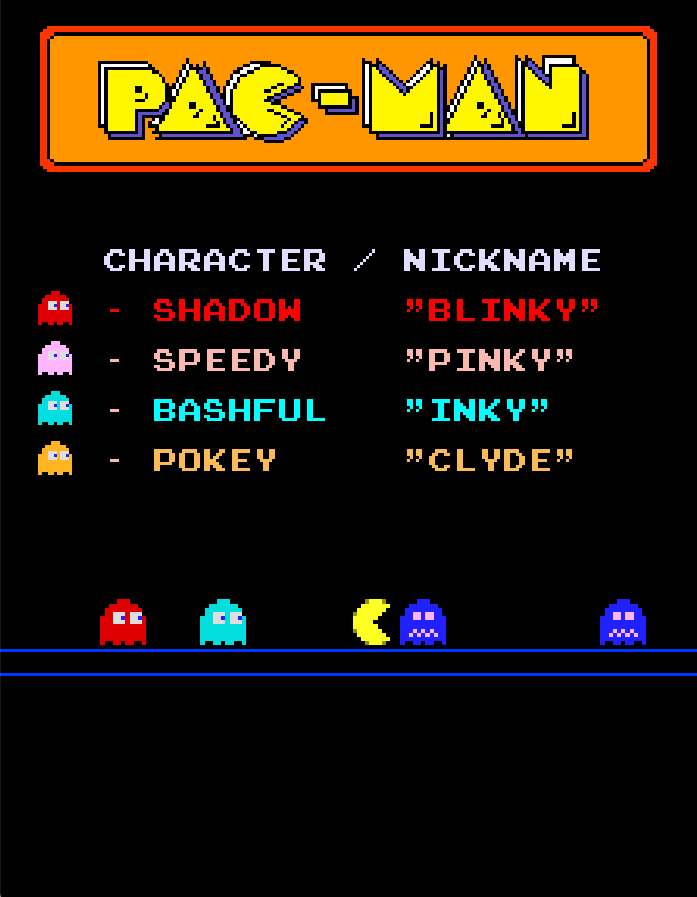 PAC-MAN
CHARACTER / NICKNAME
- SHADOW ”BLINKY”
- SPEEDY ”PINKY”
- BASHFUL ”INKY”
- POKEY ”CLYDE”